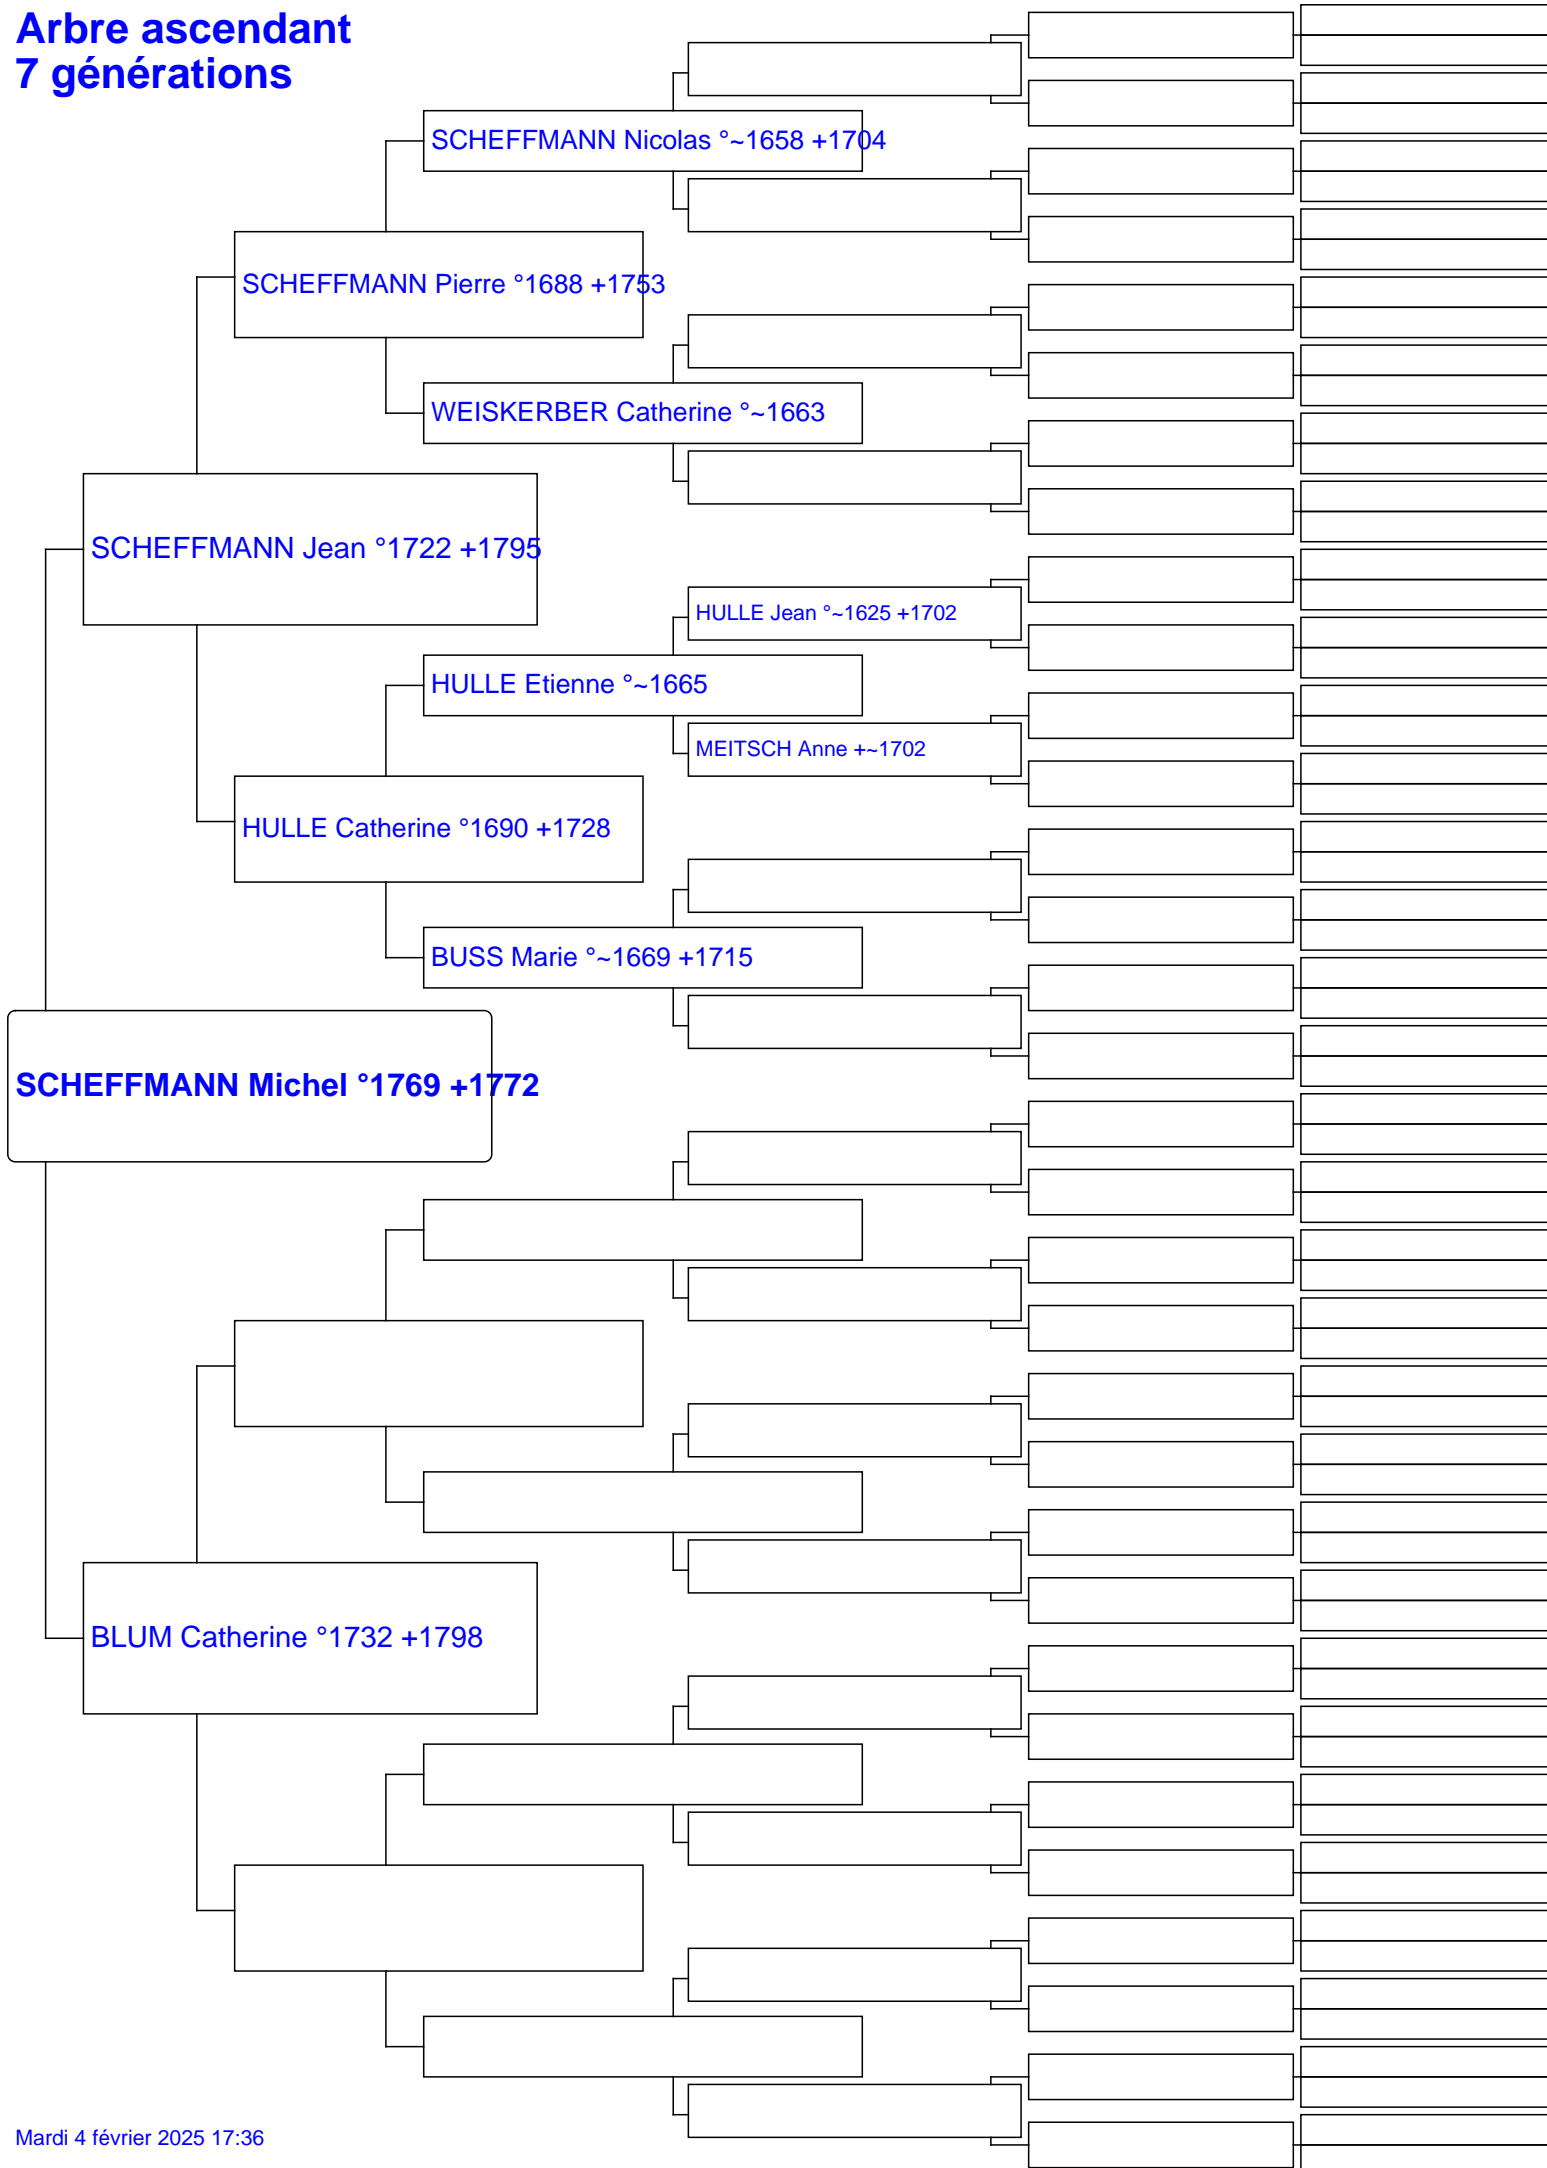 Arbre ascendant
7 générations
SCHEFFMANN Nicolas °~1658 +1704
SCHEFFMANN Pierre °1688 +1753
WEISKERBER Catherine °~1663
SCHEFFMANN Jean °1722 +1795
HULLE Jean °~1625 +1702
HULLE Etienne °~1665
MEITSCH Anne +~1702
HULLE Catherine °1690 +1728
BUSS Marie °~1669 +1715
SCHEFFMANN Michel °1769 +1772
BLUM Catherine °1732 +1798
Mardi 4 février 2025 17:36